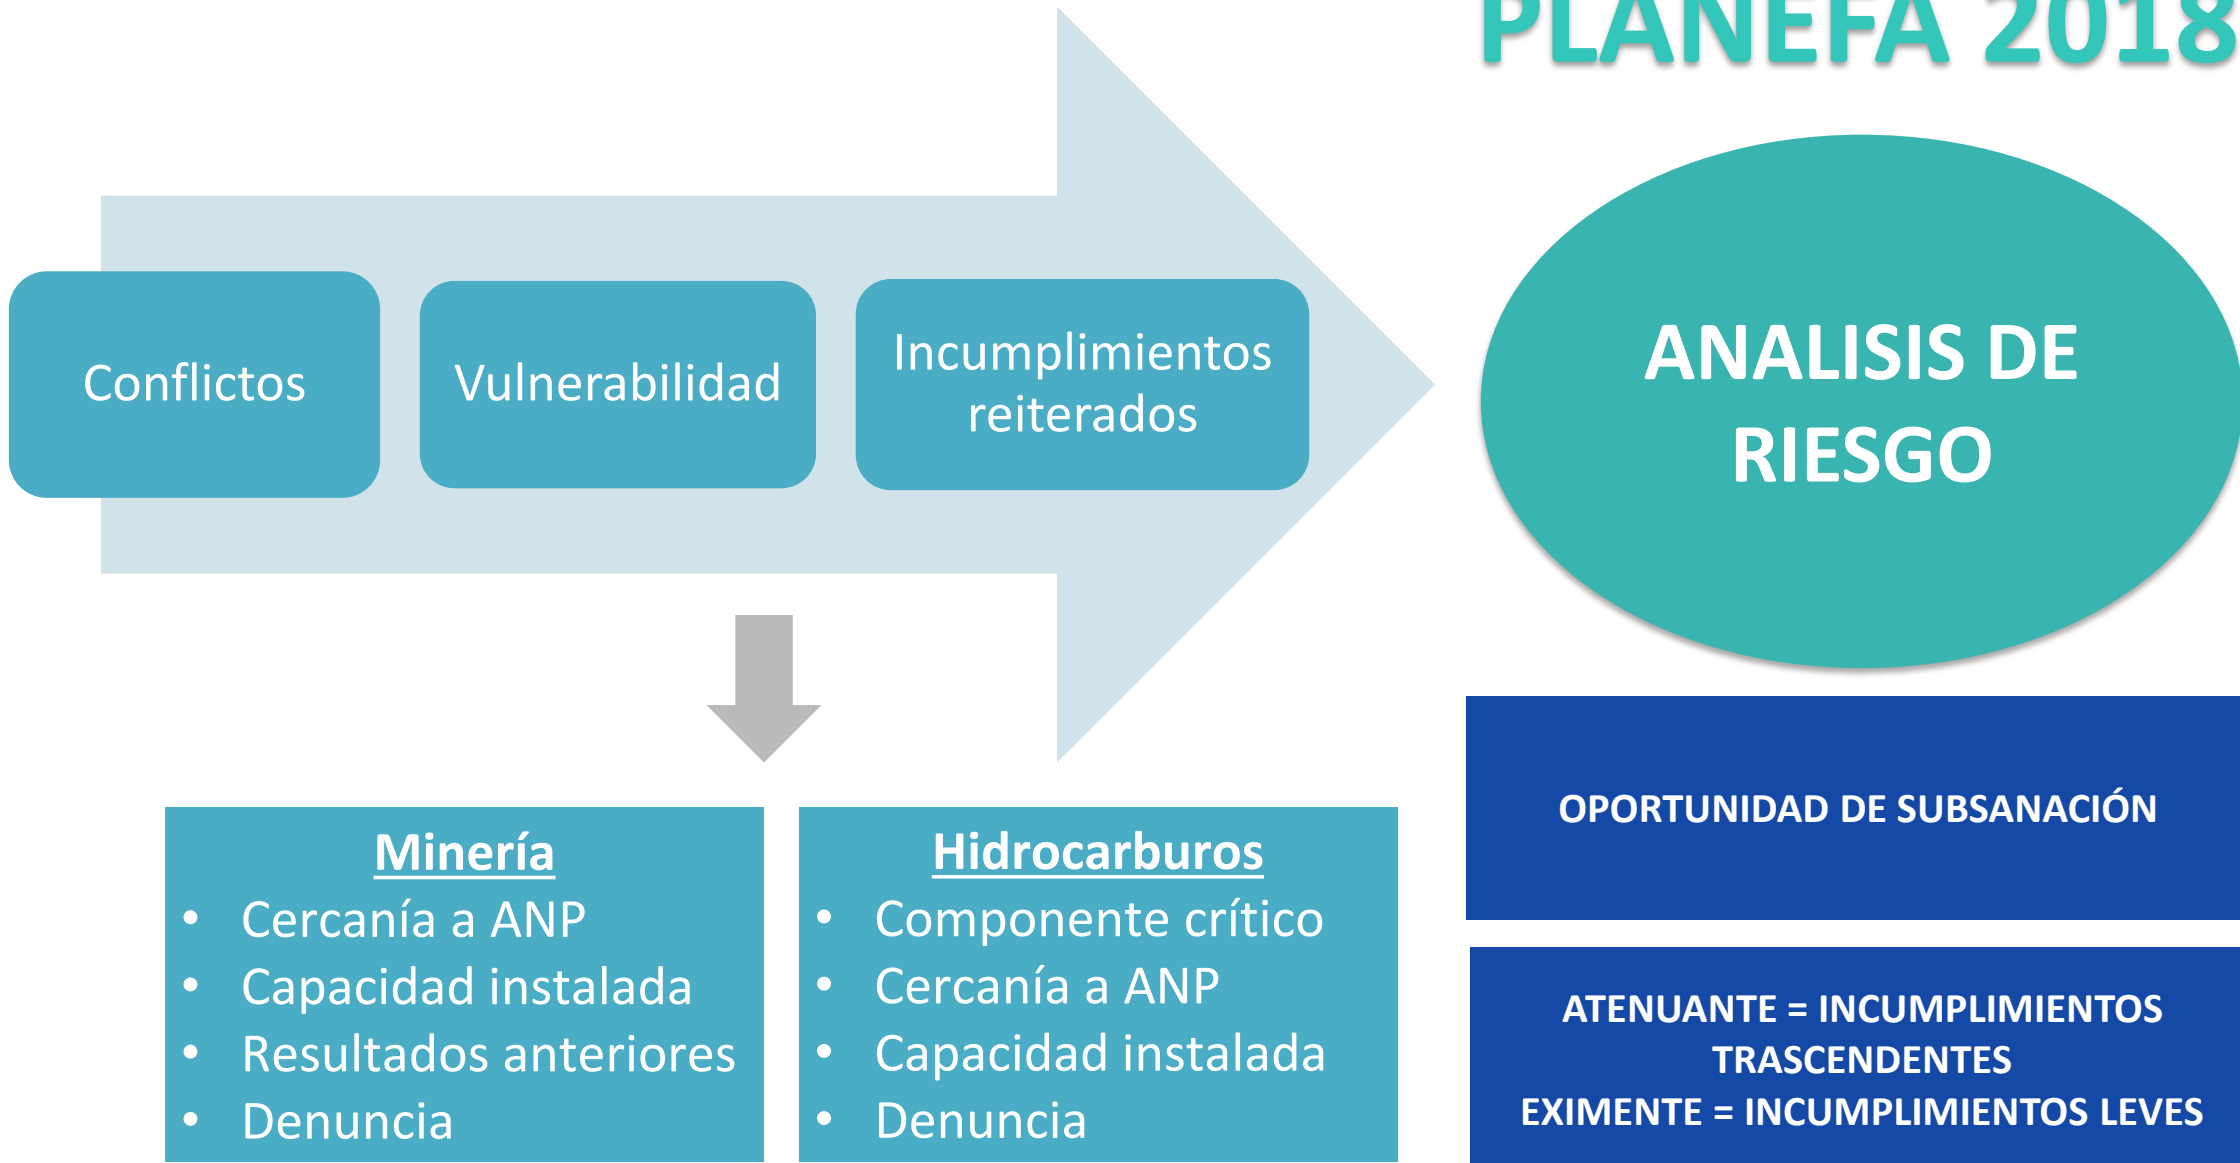 PLANEFA 2018
Conflictos
Vulnerabilidad
Incumplimientos
reiterados
ANALISIS DE
RIESGO
Minería
• Cercanía a ANP
• Capacidad instalada
• Resultados anteriores
• Denuncia
Hidrocarburos
• Componente crítico
• Cercanía a ANP
• Capacidad instalada
• Denuncia
OPORTUNIDAD DE SUBSANACIÓN
ATENUANTE = INCUMPLIMIENTOS
TRASCENDENTES
EXIMENTE = INCUMPLIMIENTOS LEVES